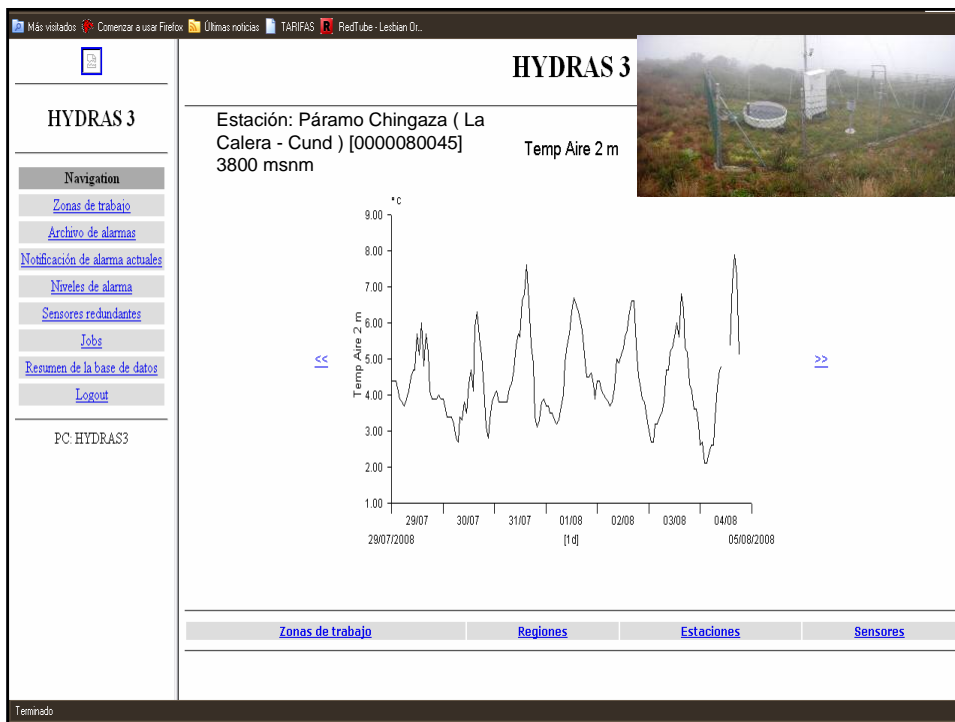 Más visitados Comenzar a usar Firefox Últimas noticias TARIFAS RedTube - Lesbian Or...
HYDRAS 3
Navigation
Zonas de trabajo
Archivo de alarmas
Notificación de alarma actuales
Niveles de alarma
Sensores redundantes
Jobs
Resumen de la base de datos
Logout
PC: HYDRAS3
HYDRAS 3
Estación: Páramo Chingaza ( La
Calera - Cund ) [0000080045]
3800 msnm
Temp Aire 2 m
° C
9.00
8.00
7.00
6.00
5.00
4.00
3.00
2.00
1.00
Temp Aire 2 m
<<
>>
29/07 30/07 31/07 01/08 02/08 03/08 04/08
29/07/2008 [1d] 05/08/2008
Zonas de trabajo Regiones Estaciones Sensores
Terminado